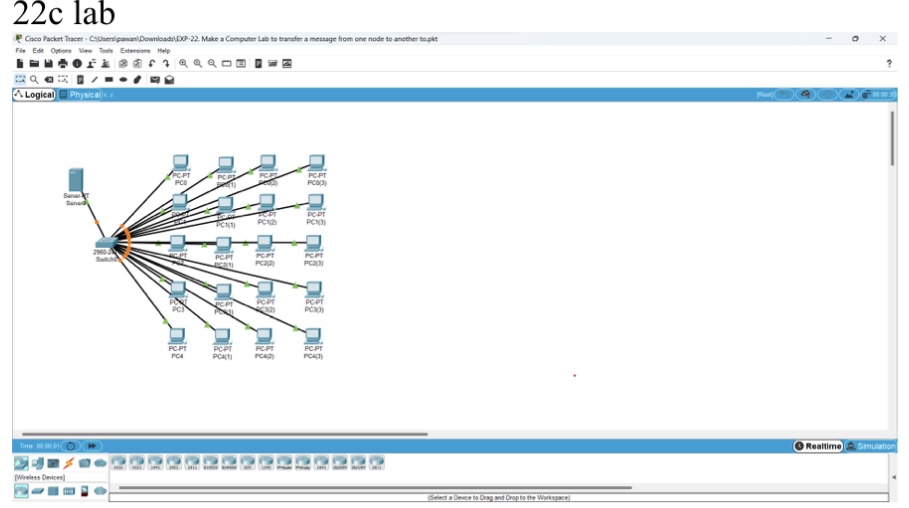 22c lab
Cisco Packet Tracer - C:\Users\pawan\Downloads\EXP-22. Make a Computer Lab to transfer a message from one node to another to.pkt
File Edit Options View Tools Extensions Help
?
Logical Physical
[Root]
PC-PT PC-PT PC-PT PC-PT
PC0 PC0(1) PC0(2) PC0(3)
Server-PT
PC-PT PC-PT PC-PT PC-PT
PC1(1) PC1(2) PC1(3)
Switch0
PC-PT PC-PT PC-PT PC-PT
PC2 PC2(1) PC2(2) PC2(3)
PC-PT PC-PT PC-PT PC-PT
PC3 PC3(1) PC3(2) PC3(3)
PC-PT PC-PT PC-PT PC-PT
PC4 PC4(1) PC4(2) PC4(3)
Time: 00:00:01
Realtime Simulation
[Wireless Devices]
(Select a Device to Drag and Drop to the Workspace)